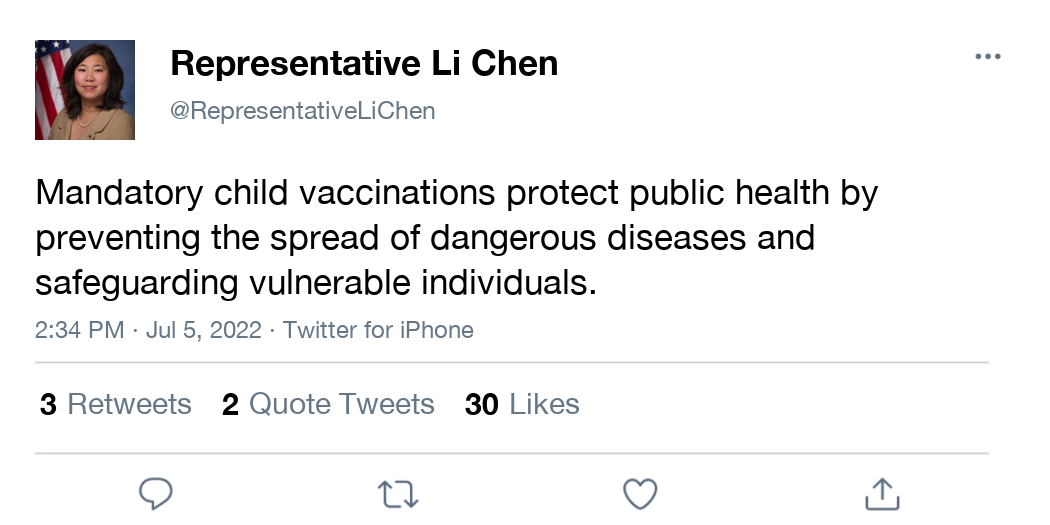 Representative Li Chen
@RepresentativeLiChen
Mandatory child vaccinations protect public health by
preventing the spread of dangerous diseases and
safeguarding vulnerable individuals.
2:34 PM · Jul 5, 2022 · Twitter for iPhone
3 Retweets 2 Quote Tweets 30 Likes